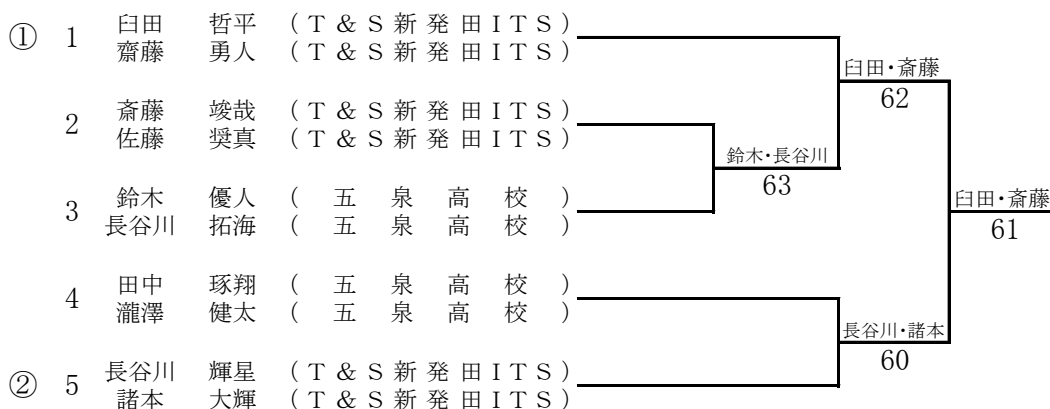 ① 1 臼田 哲平 (T&S新発田ITS)
齋藤 勇人 (T&S新発田ITS)
臼田・斎藤
62
2 斎藤 竣哉 (T&S新発田ITS)
佐藤 奨真 (T&S新発田ITS)
鈴木・長谷川
63
3 鈴木 優人 (五泉高校)
長谷川 拓海 (五泉高校)
臼田・斎藤
61
4 田中 琢翔 (五泉高校)
瀧澤 健太 (五泉高校)
長谷川・諸本
60
② 5 長谷川 輝星 (T&S新発田ITS)
諸本 大輝 (T&S新発田ITS)